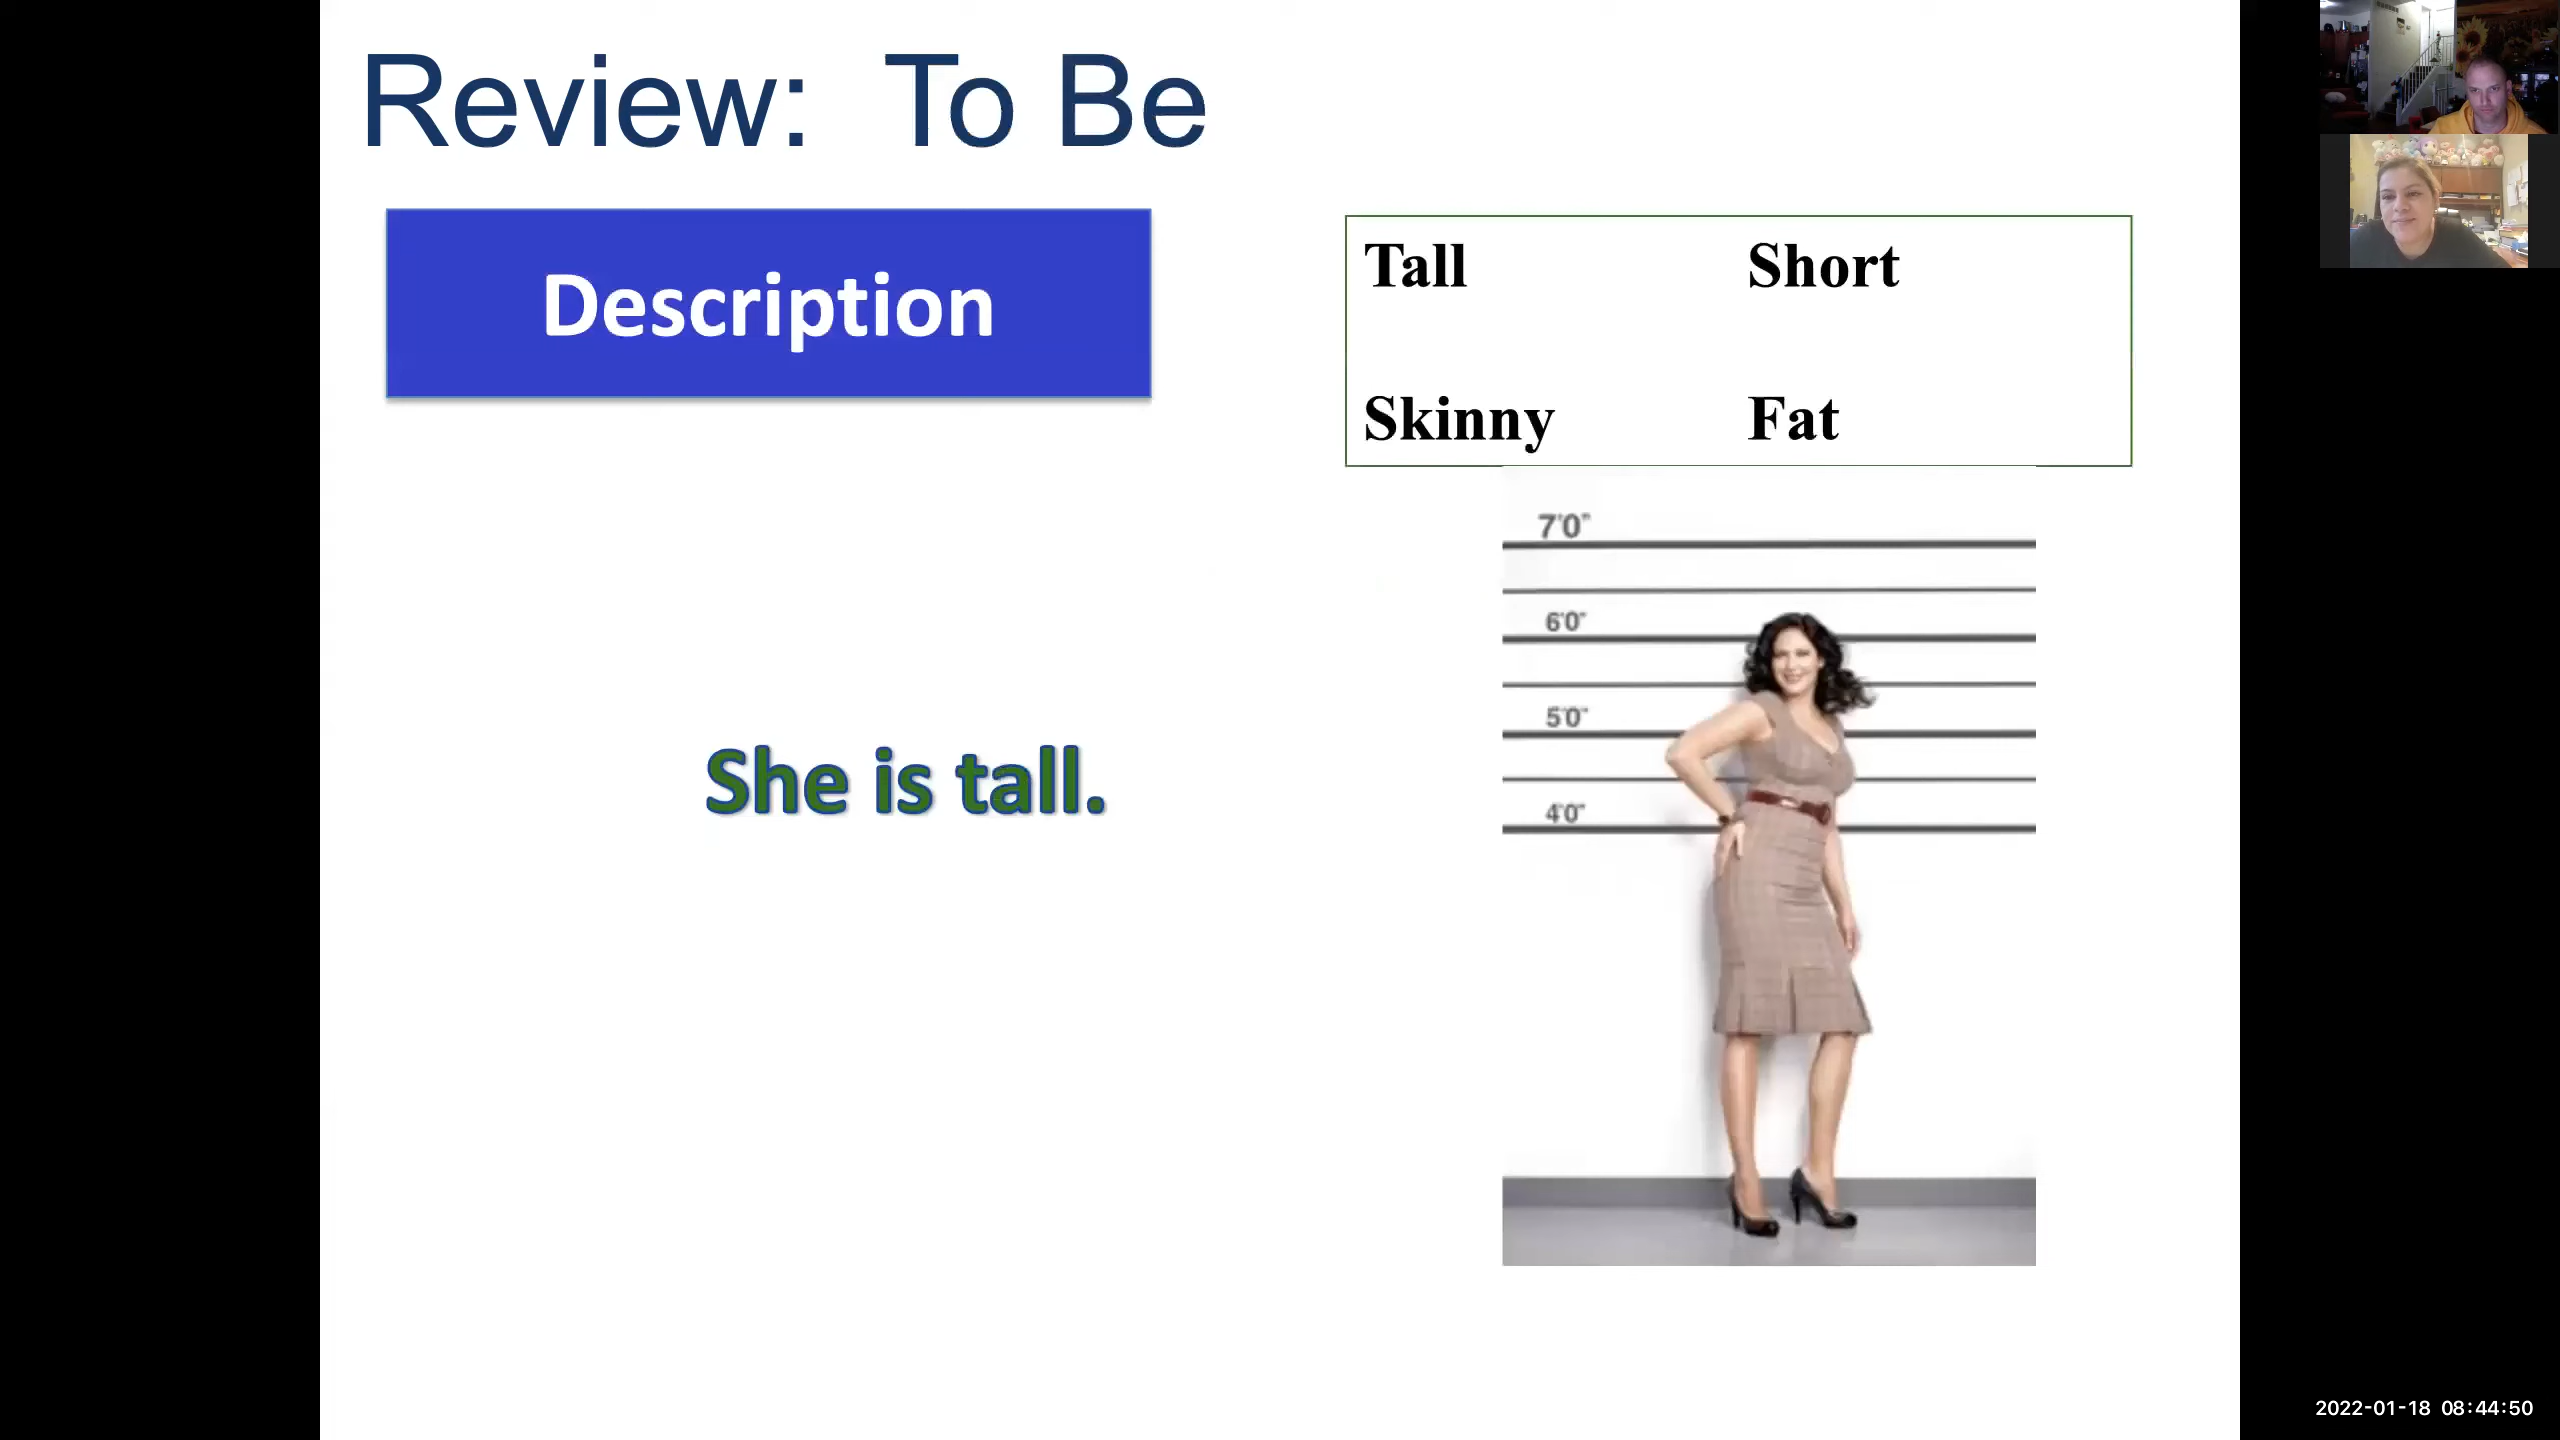 Review:  To Be
Description
Tall Short
Skinny Fat
7'0"
6'0"
5'0"
4'0"
She is tall.
2022-01-18 08:44:50